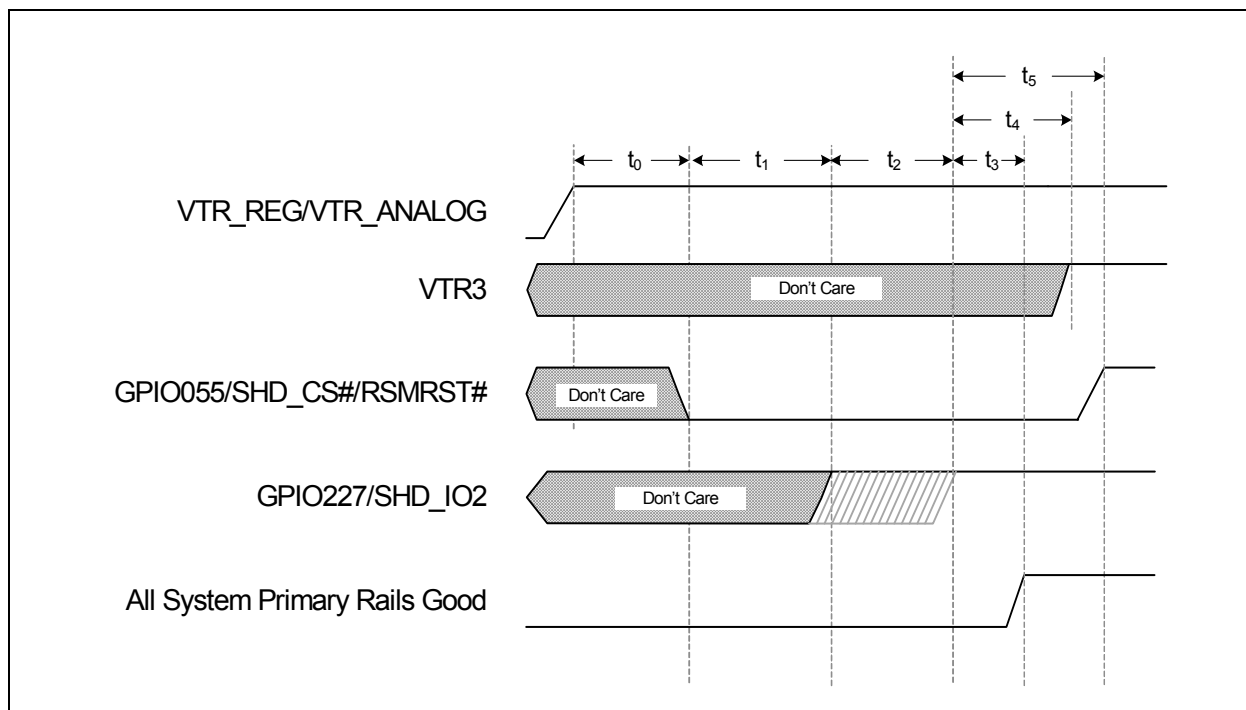 t5
t4
t0 t1 t2 t3
VTR_REG/VTR_ANALOG
VTR3
Don't Care
GPIO055/SHD_CS#/RSMRST#
Don't Care
GPIO227/SHD_IO2
Don't Care
All System Primary Rails Good